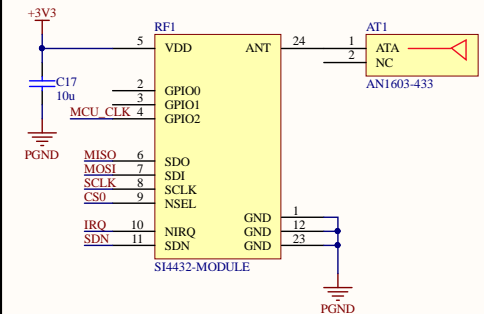 +3V3
RF1
AT1
5 VDD ANT 24 1 ATA
2 NC
C17
10u
AN1603-433
2 GPIO0
3 GPIO1
MCU_CLK 4 GPIO2
PGND
MISO 6 SDO
MOSI 7 SDI
SCLK 8 SCLK
CS0 9 NSEL
GND 1
IRQ 10 NIRQ GND 12
SDN 11 SDN GND 23
SI4432-MODULE
PGND